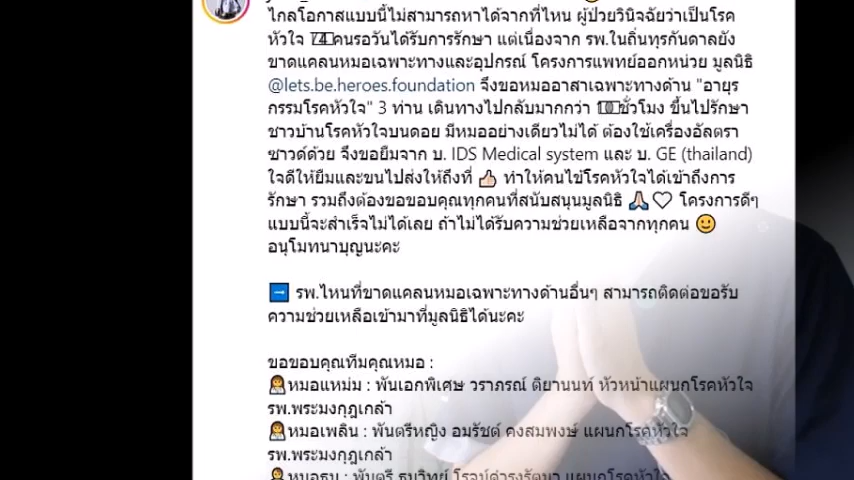 ไกลโอกาสแบบนี้ไม่สามารถหาได้จากที่ไหน ผู้ป่วยวินิจฉัยว่าเป็นโรค
หัวใจ 74 คนรอวันได้รับการรักษา แต่เนื่องจาก รพ.ในถิ่นทุรกันดาลยัง
ขาดแคลนหมอเฉพาะทางและอุปกรณ์ โครงการแพทย์ออกหน่วย มูลนิธิ
@lets.be.heroes.foundation จึงขอหมออาสาเฉพาะทางด้าน "อายุร
กรรมโรคหัวใจ" 3 ท่าน เดินทางไปกลับมากกว่า 10 ชั่วโมง ขึ้นไปรักษา
ชาวบ้านโรคหัวใจบนดอย มีหมออย่างเดียวไม่ได้ ต้องใช้เครื่องอัลตรา
ซาวด์ด้วย จึงขอยืมจาก บ. IDS Medical system และ บ. GE (thailand)
ใจดีให้ยืมและขนไปส่งให้ถึงที่ 👍🏻 ทำให้คนไข้โรคหัวใจได้เข้าถึงการ
รักษา รวมถึงต้องขอขอบคุณทุกคนที่สนับสนุนมูลนิธิ 🙏🏻🤍 โครงการดีๆ
แบบนี้จะสำเร็จไม่ได้เลย ถ้าไม่ได้รับความช่วยเหลือจากทุกคน 🙂
อนุโมทนาบุญนะคะ
➡️ รพ.ไหนที่ขาดแคลนหมอเฉพาะทางด้านอื่นๆ สามารถติดต่อขอรับ
ความช่วยเหลือเข้ามาที่มูลนิธิได้นะคะ
ขอขอบคุณทีมคุณหมอ :
👩‍⚕️หมอแหม่ม : พันเอกพิเศษ วราภรณ์ ติยานนท์ หัวหน้าแผนกโรคหัวใจ
รพ.พระมงกุฎเกล้า
👩‍⚕️หมอเพลิน : พันตรีหญิง อมรัชต์ คงสมพงษ์ แผนกโรคหัวใจ
รพ.พระมงกุฎเกล้า
👩‍⚕️หมอธน : พันตรี ธนวิทย์ โรจน์ดำรงรัตนา แผนกโรคหัวใจ